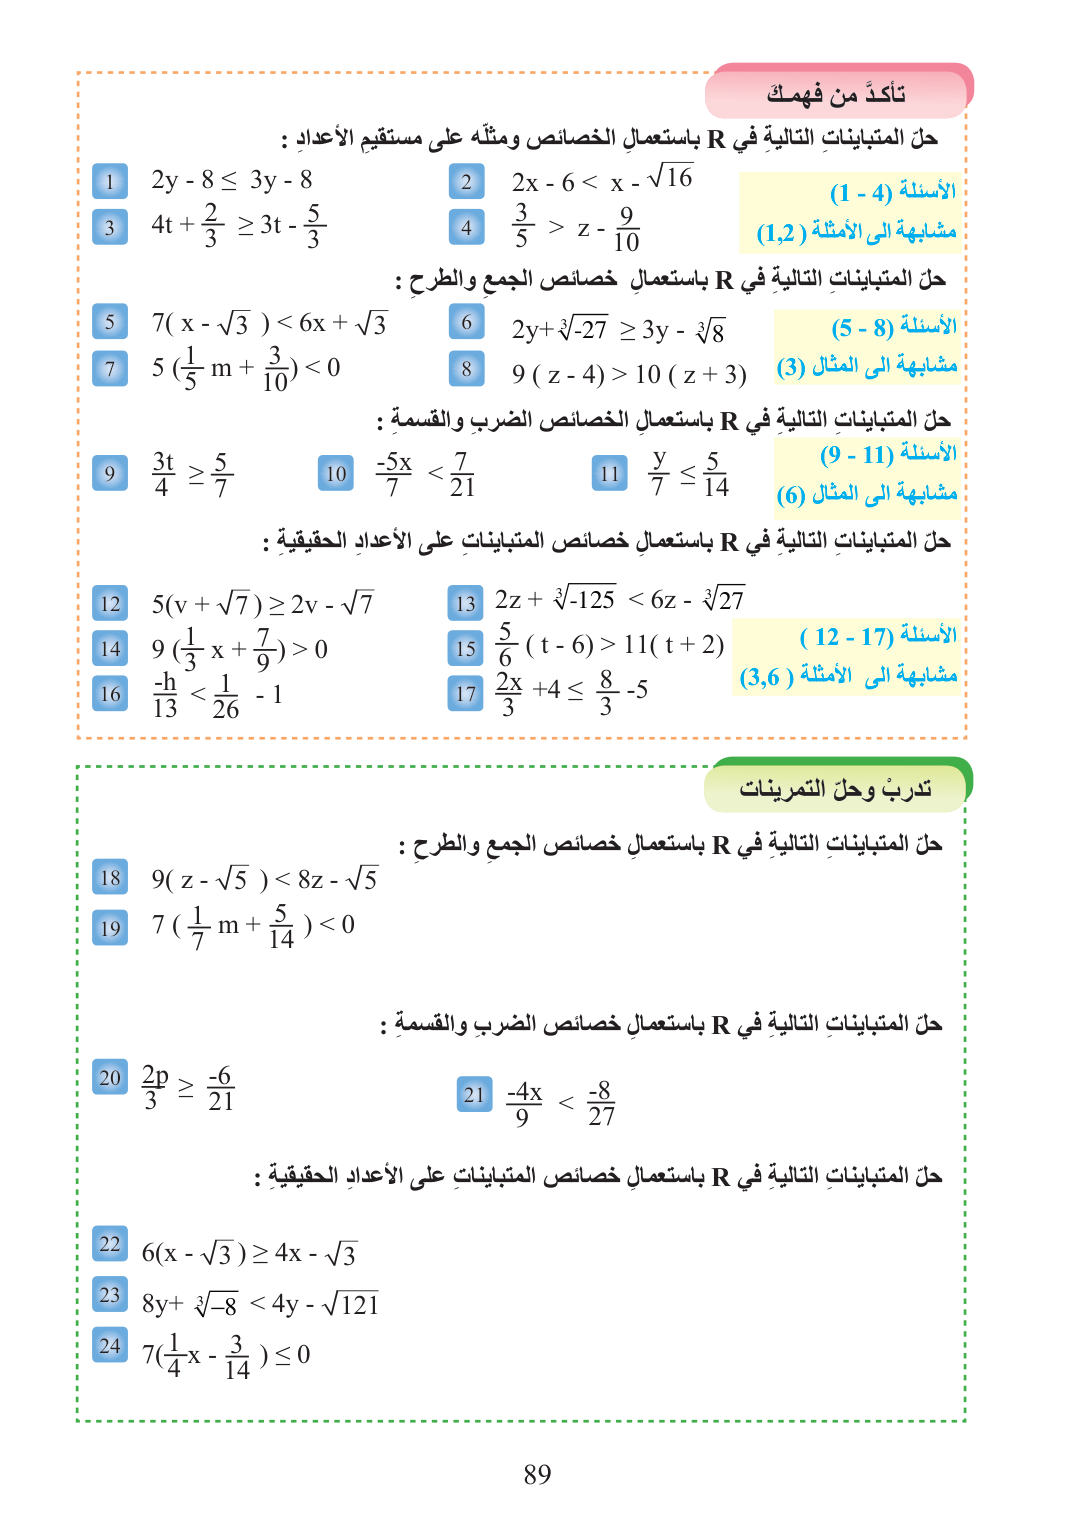 تأكـدَّ من فهمـكَ
حلّ المتبايناتِ التاليةِ في R باستعمالِ الخصائص ومثلّه على مستقيمِ الأعدادِ :
الأسئلة (4 - 1)
مشابهة الى الأمثلة (1,2)
1 2y - 8 ≤ 3y - 8
2 2x - 6 < x - √16
3 4t + 2/3 ≥ 3t - 5/3
4 3/5 > z - 9/10
حلّ المتبايناتِ التاليةِ في R باستعمالِ خصائص الجمعِ والطرحِ :
الأسئلة (8 - 5)
مشابهة الى المثال (3)
5 7( x - √3 ) < 6x + √3
6 2y+ ∛-27 ≥ 3y - ∛8
7 5 (1/5 m + 3/10) < 0
8 9 ( z - 4) > 10 ( z + 3)
حلّ المتبايناتِ التاليةِ في R باستعمالِ الخصائص الضربِ والقسمةِ :
الأسئلة (11 - 9)
مشابهة الى المثال (6)
9 3t/4 ≥ 5/7
10 -5x/7 < 7/21
11 y/7 ≤ 5/14
حلّ المتبايناتِ التاليةِ في R باستعمالِ خصائص المتبايناتِ على الأعدادِ الحقيقيةِ :
12 5(v + √7 ) ≥ 2v - √7
13 2z + ∛-125 < 6z - ∛27
14 9 (1/3 x + 7/9) > 0
15 5/6 ( t - 6) > 11( t + 2)
الأسئلة (17 - 12 )
مشابهة الى الأمثلة (3,6 )
16 -h/13 < 1/26 - 1
17 2x/3 +4 ≤ 8/3 -5
تدربْ وحلّ التمرينات
حلّ المتبايناتِ التاليةِ في R باستعمالِ خصائص الجمعِ والطرحِ :
18 9( z - √5 ) < 8z - √5
19 7 ( 1/7 m + 5/14 ) < 0
حلّ المتبايناتِ التاليةِ في R باستعمالِ خصائص الضربِ والقسمةِ :
20 2p/3 ≥ -6/21
21 -4x/9 < -8/27
حلّ المتبايناتِ التاليةِ في R باستعمالِ خصائص المتبايناتِ على الأعدادِ الحقيقيةِ :
22 6(x - √3 ) ≥ 4x - √3
23 8y+ ∛–8 < 4y - √121
24 7(1/4 x - 3/14 ) ≤ 0
89